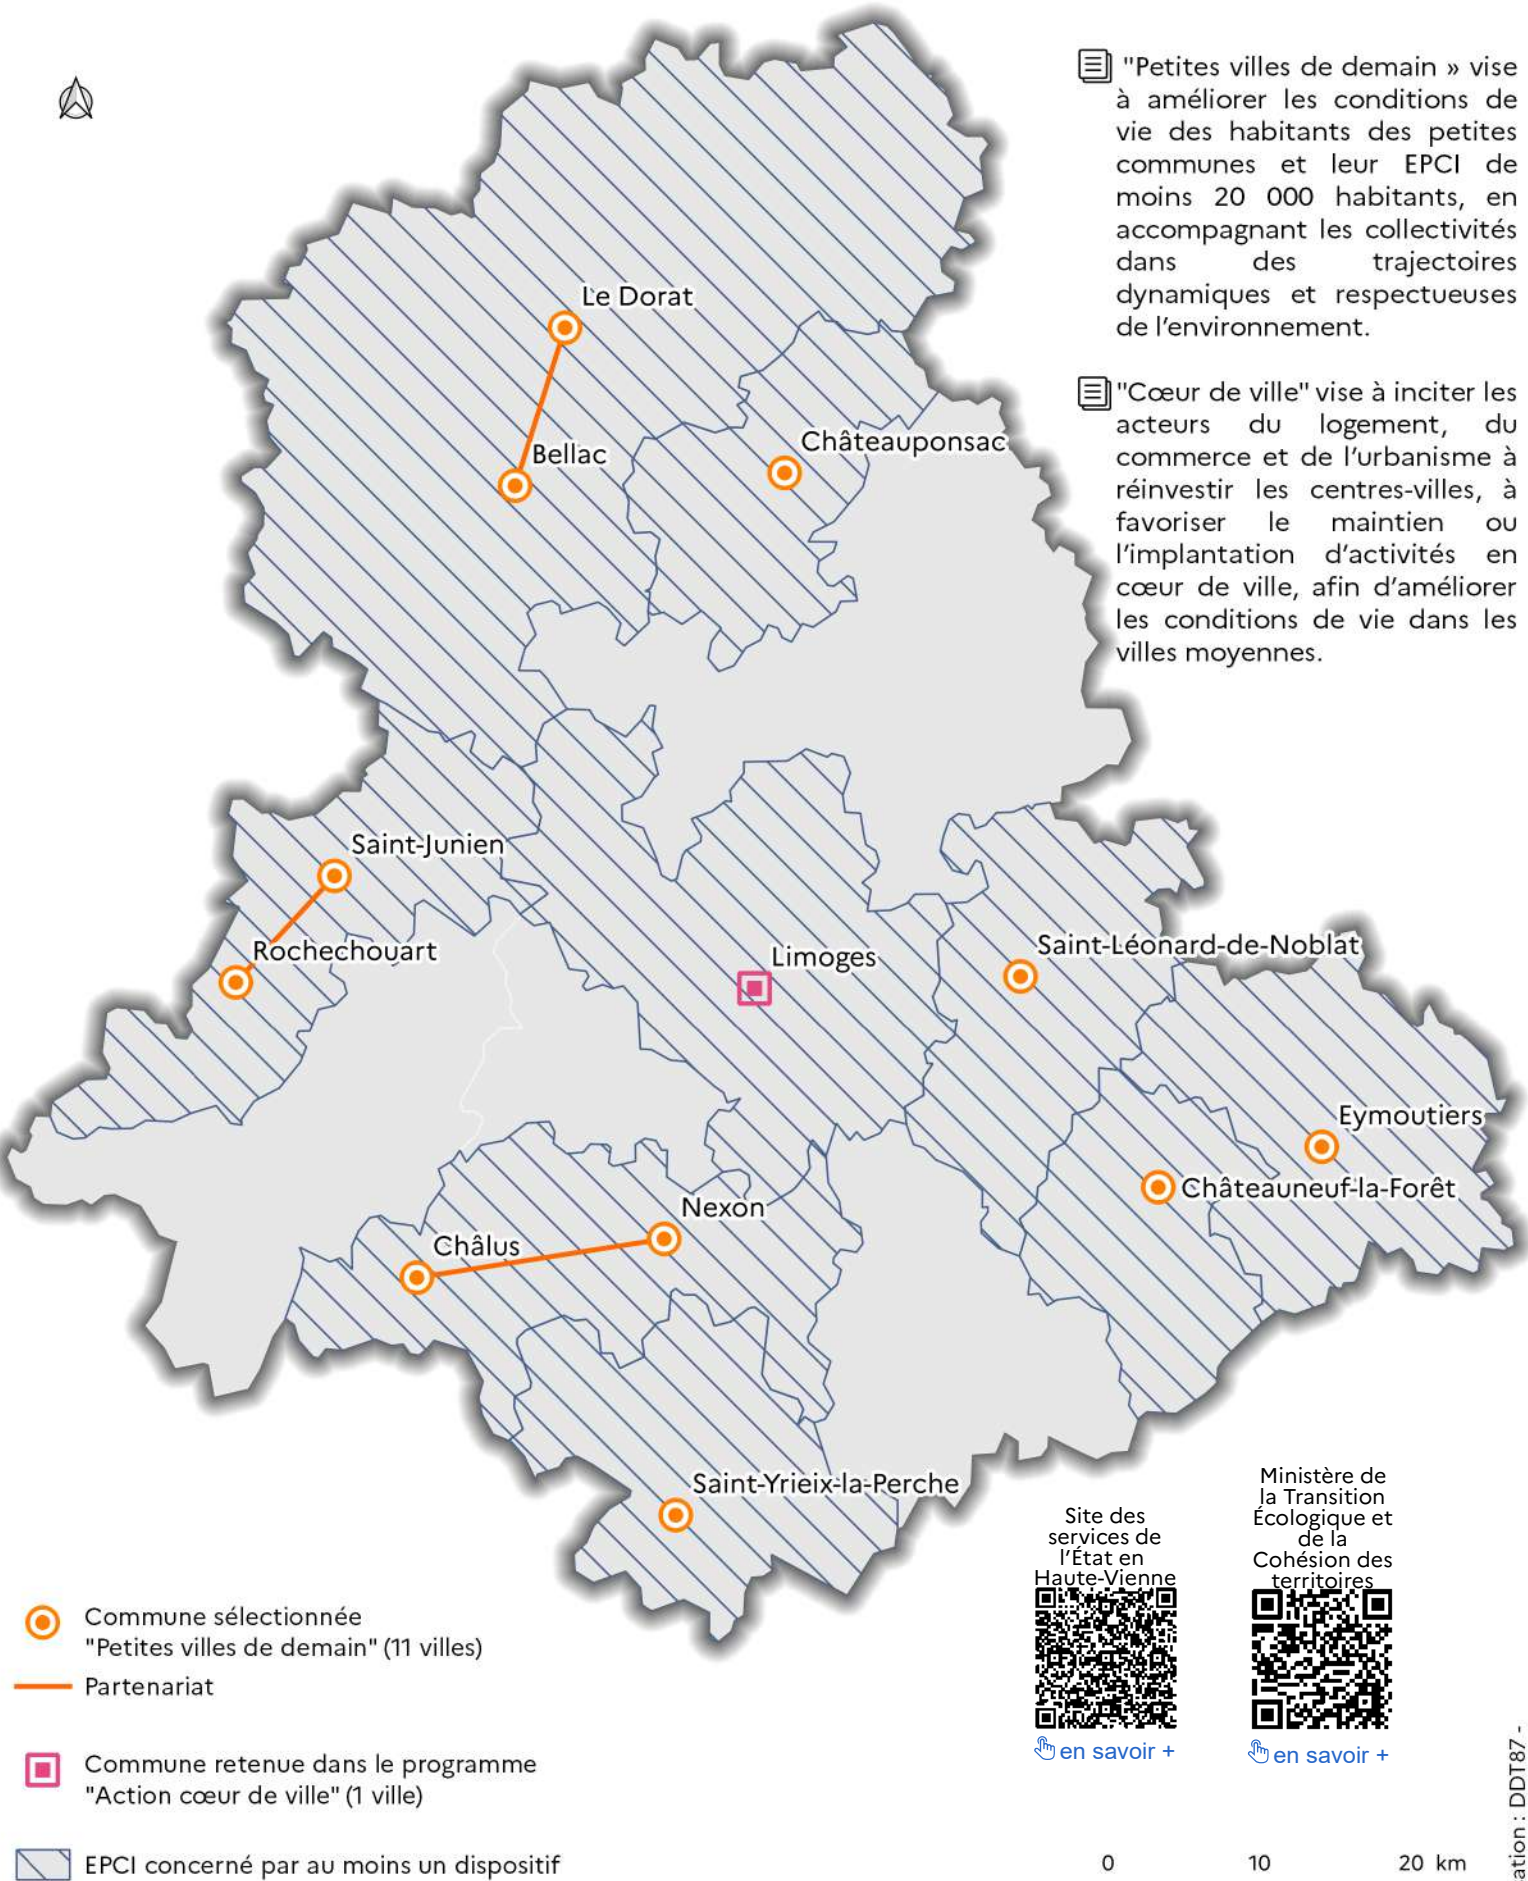 "Petites villes de demain » vise
à améliorer les conditions de
vie des habitants des petites
communes et leur EPCI de
moins 20 000 habitants, en
accompagnant les collectivités
dans des trajectoires
dynamiques et respectueuses
de l'environnement.
"Cœur de ville" vise à inciter les
acteurs du logement, du
commerce et de l'urbanisme à
réinvestir les centres-villes, à
favoriser le maintien ou
l'implantation d'activités en
cœur de ville, afin d'améliorer
les conditions de vie dans les
villes moyennes.
Le Dorat
Châteauponsac
Bellac
Saint-Junien
Rochechouart
Limoges
Saint-Léonard-de-Noblat
Eymoutiers
Châteauneuf-la-Forêt
Nexon
Châlus
Saint-Yrieix-la-Perche
Site des
services de
l'État en
Haute-Vienne
en savoir +
Ministère de
la Transition
Écologique et
de la
Cohésion des
territoires
en savoir +
Commune sélectionnée
"Petites villes de demain" (11 villes)
Partenariat
Commune retenue dans le programme
"Action cœur de ville" (1 ville)
EPCI concerné par au moins un dispositif
0 10 20 km
: DDT87 -